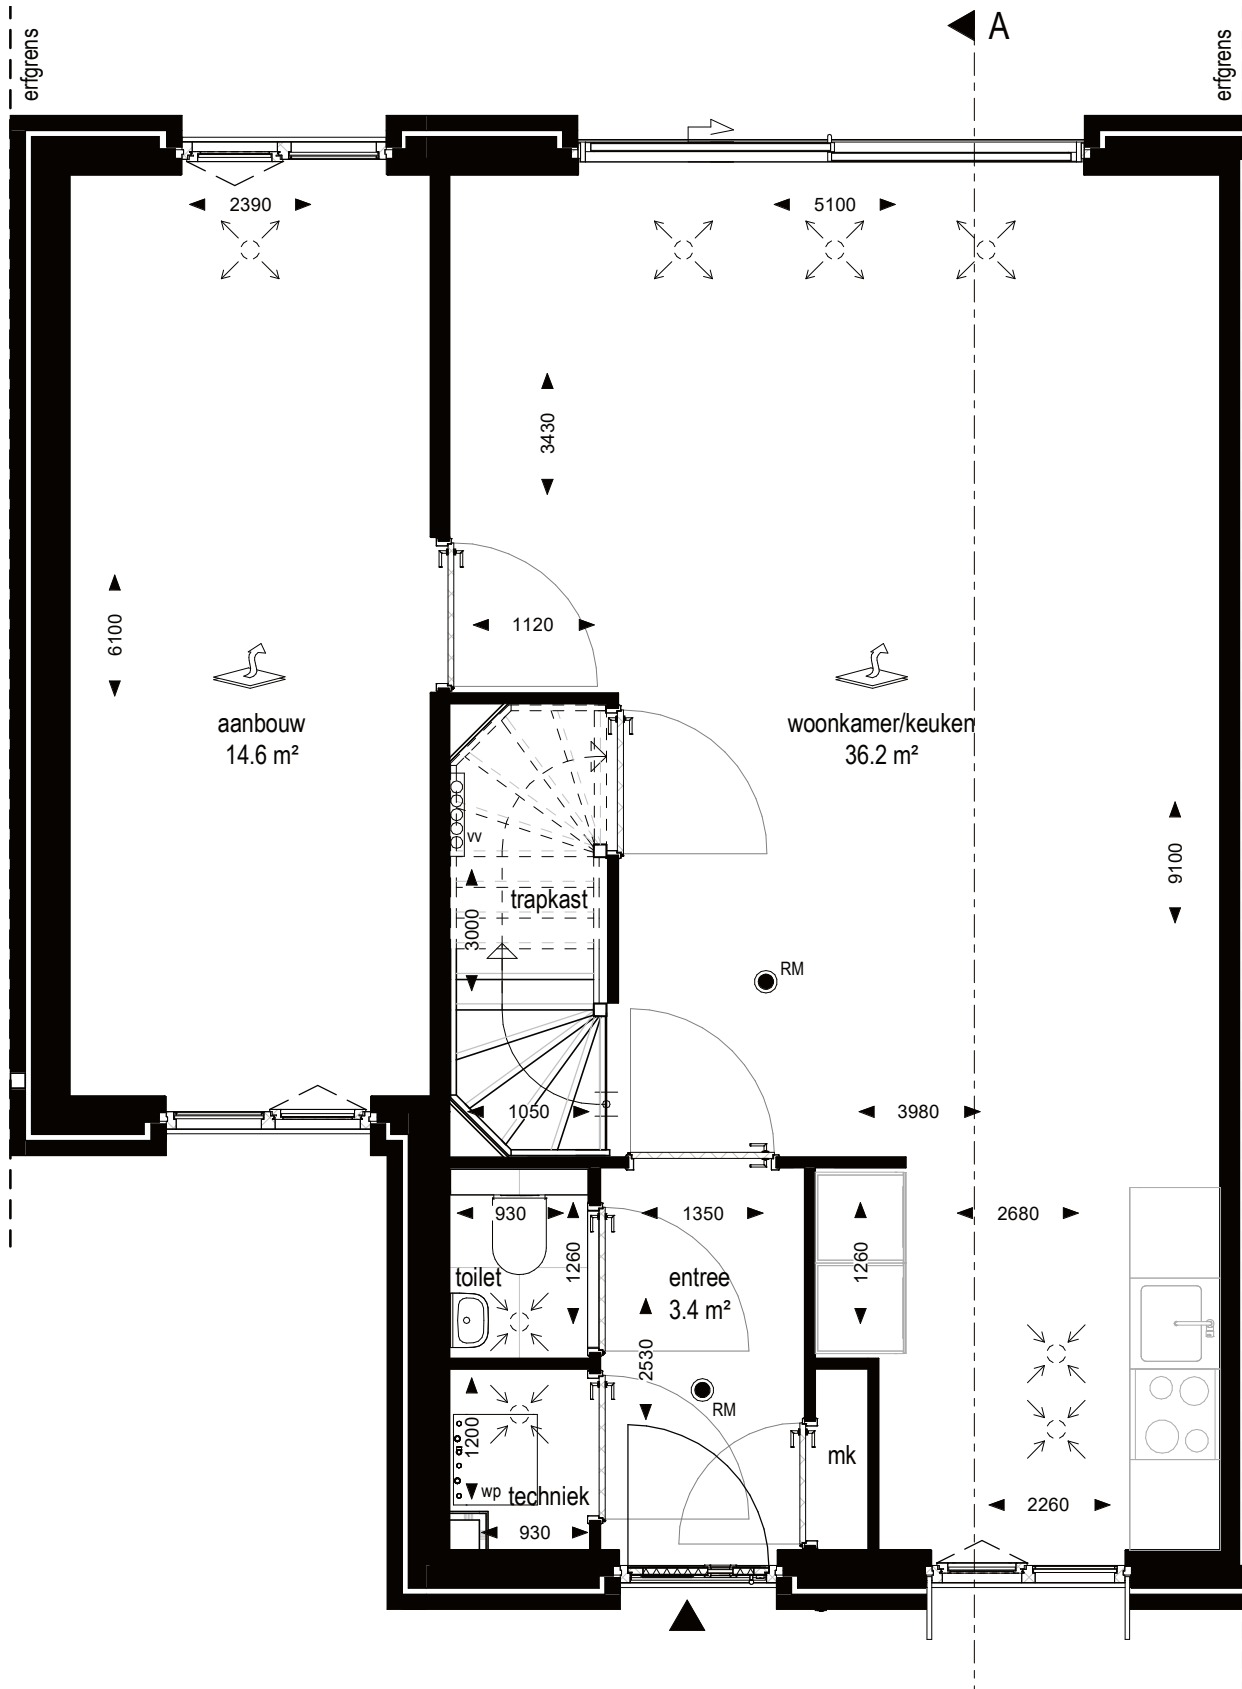 A
erfgrens
erfgrens
2390
5100
3430
6100
1120
aanbouw
14.6 m²
woonkamer/keuken
36.2 m²
vv
9100
trapkast
3000
RM
1050
3980
930
1260
1350
1260
2680
toilet
entree
3.4 m²
2530
RM
1200
mk
wp
techniek
930
2260